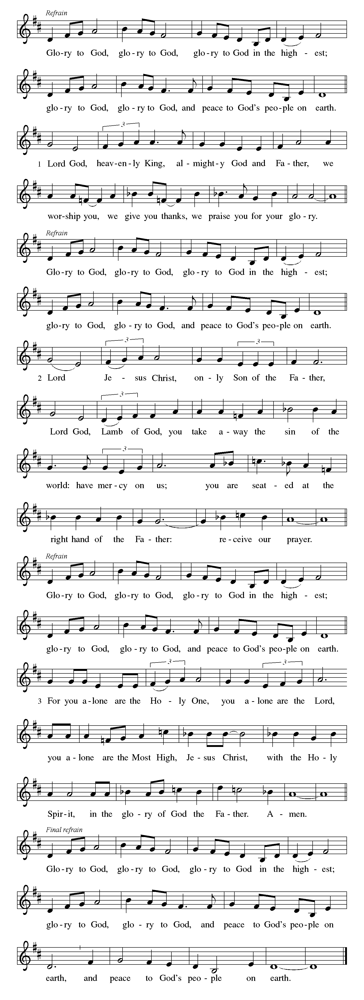 Refrain
Glo-ry to God, glo-ry to God, glo-ry to God in the high - est;
glo-ry to God, glo-ry to God, and peace to God's peo-ple on earth.
3
1 Lord God, heav-en-ly King, al-might-y God and Fa-ther, we
wor-ship you, we give you thanks, we praise you for your glo-ry.
Refrain
Glo-ry to God, glo-ry to God, glo-ry to God in the high - est;
glo-ry to God, glo-ry to God, and peace to God's peo-ple on earth.
3 3
2 Lord Je - sus Christ, on-ly Son of the Fa-ther,
3
Lord God, Lamb of God, you take a-way the sin of the
3
world: have mer-cy on us; you are seat-ed at the
right hand of the Fa-ther: re-ceive our prayer.
Refrain
Glo-ry to God, glo-ry to God, glo-ry to God in the high - est;
glo-ry to God, glo-ry to God, and peace to God's peo-ple on earth.
3 3
3 For you a-lone are the Ho - ly One, you a-lone are the Lord,
you a-lone are the Most High, Je-sus Christ, with the Ho-ly
Spir-it, in the glo-ry of God the Fa-ther. A-men.
Final refrain
Glo-ry to God, glo-ry to God, glo-ry to God in the high - est;
glo-ry to God, glo-ry to God, and peace to God's peo-ple on
earth, and peace to God's peo-ple on earth.